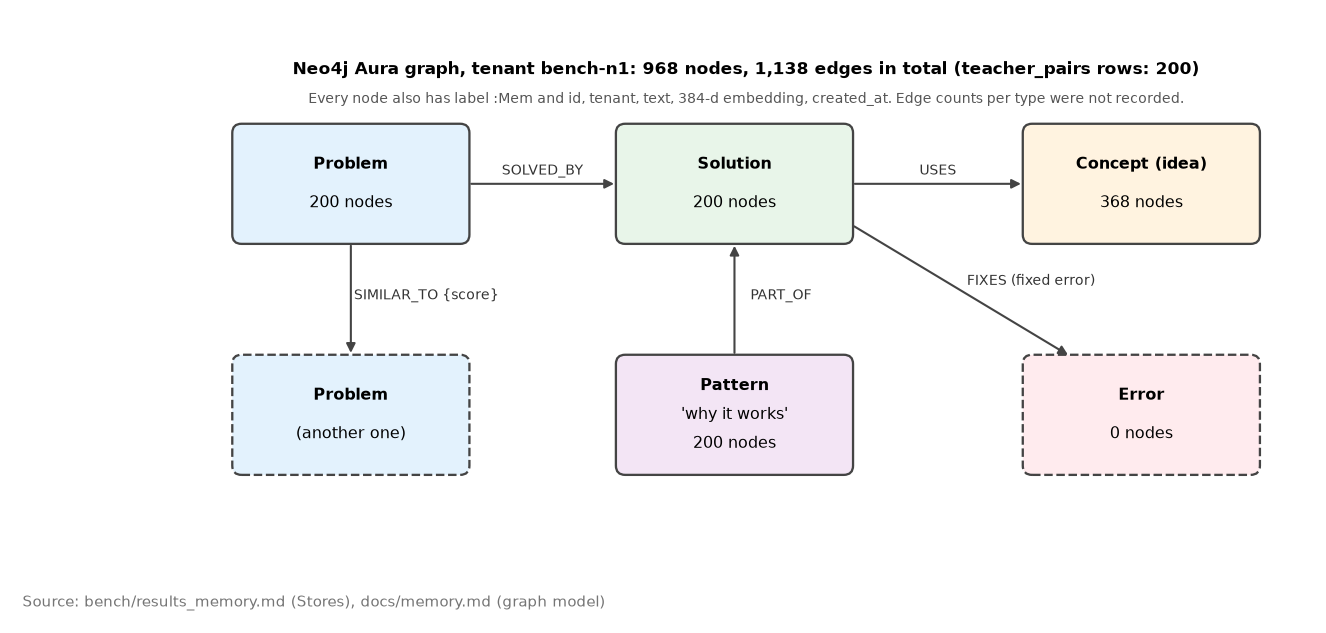 Neo4j Aura graph, tenant bench-n1: 968 nodes, 1,138 edges in total (teacher_pairs rows: 200)
Every node also has label :Mem and id, tenant, text, 384-d embedding, created_at. Edge counts per type were not recorded.
Problem
200 nodes
SOLVED_BY
Solution
200 nodes
USES
Concept (idea)
368 nodes
SIMILAR_TO {score}
PART_OF
FIXES (fixed error)
Problem
(another one)
Pattern
'why it works'
200 nodes
Error
0 nodes
Source: bench/results_memory.md (Stores), docs/memory.md (graph model)